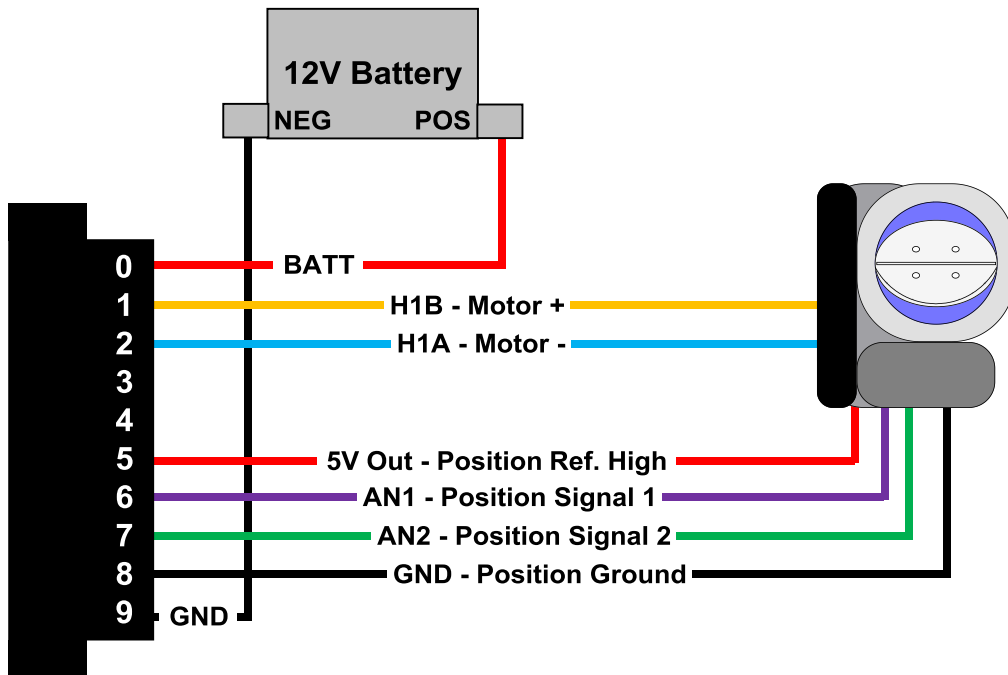 12V Battery
NEG POS
0 BATT
1 H1B - Motor +
2 H1A - Motor -
3
4
5 5V Out - Position Ref. High
6 AN1 - Position Signal 1
7 AN2 - Position Signal 2
8 GND - Position Ground
9 GND